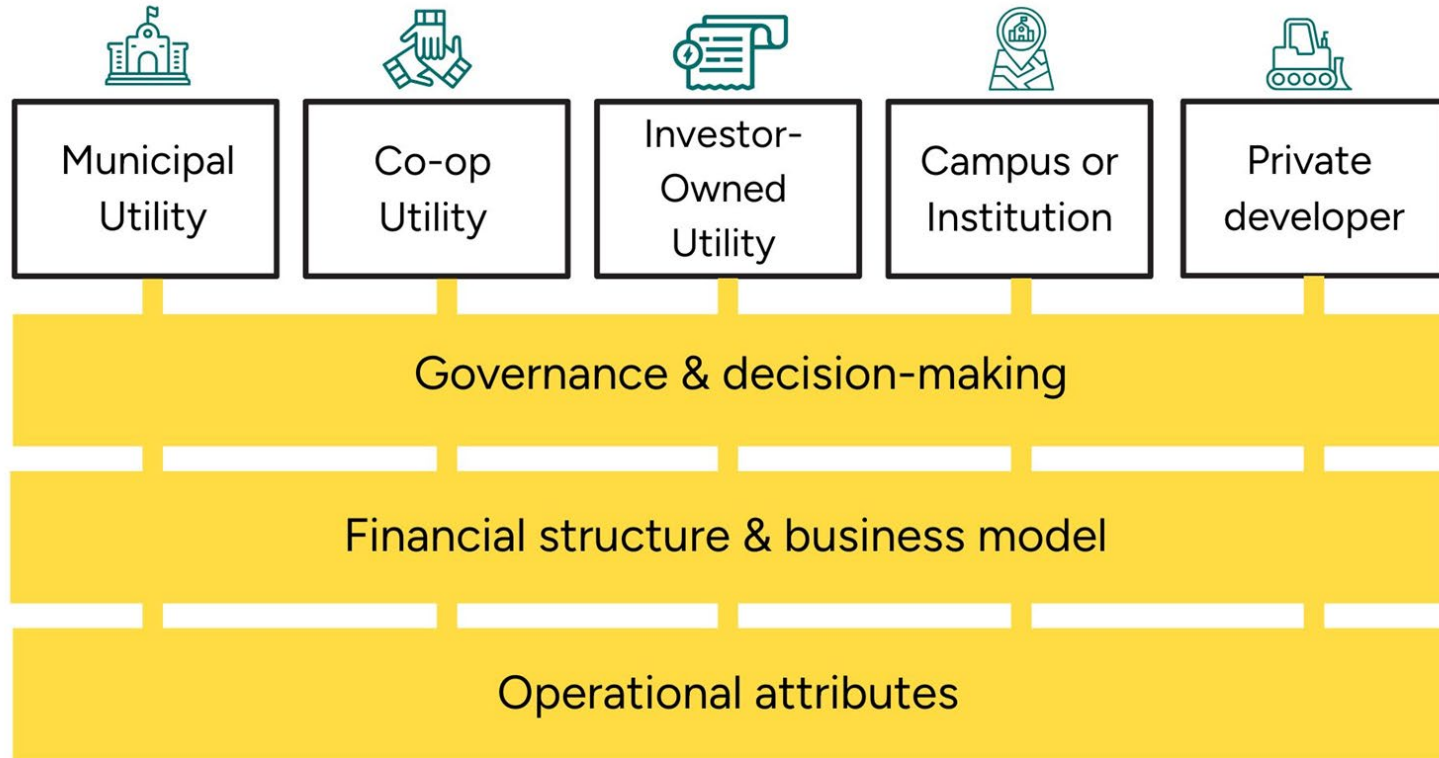 Municipal
Utility
Co-op
Utility
Investor-
Owned
Utility
Campus or
Institution
Private
developer
Governance & decision-making
Financial structure & business model
Operational attributes